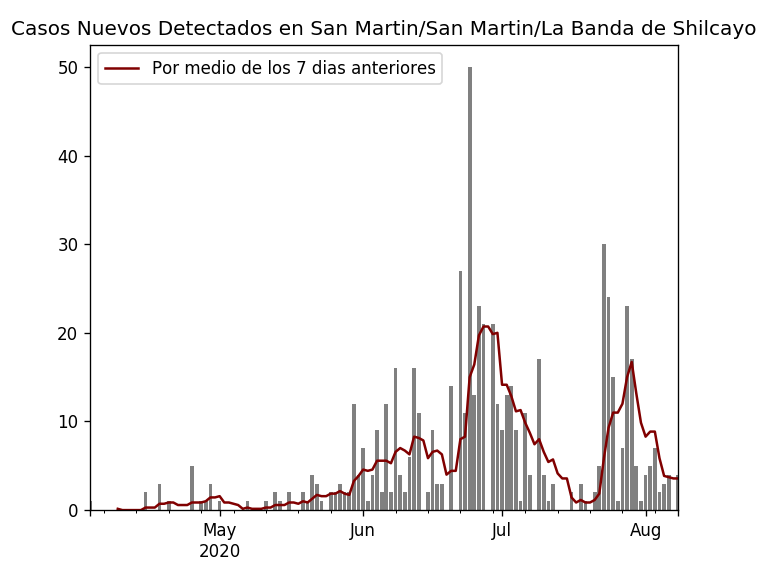 Casos Nuevos Detectados en San Martin/San Martin/La Banda de Shilcayo
Por medio de los 7 dias anteriores
50
40
30
20
10
0
May Jun Jul Aug
2020